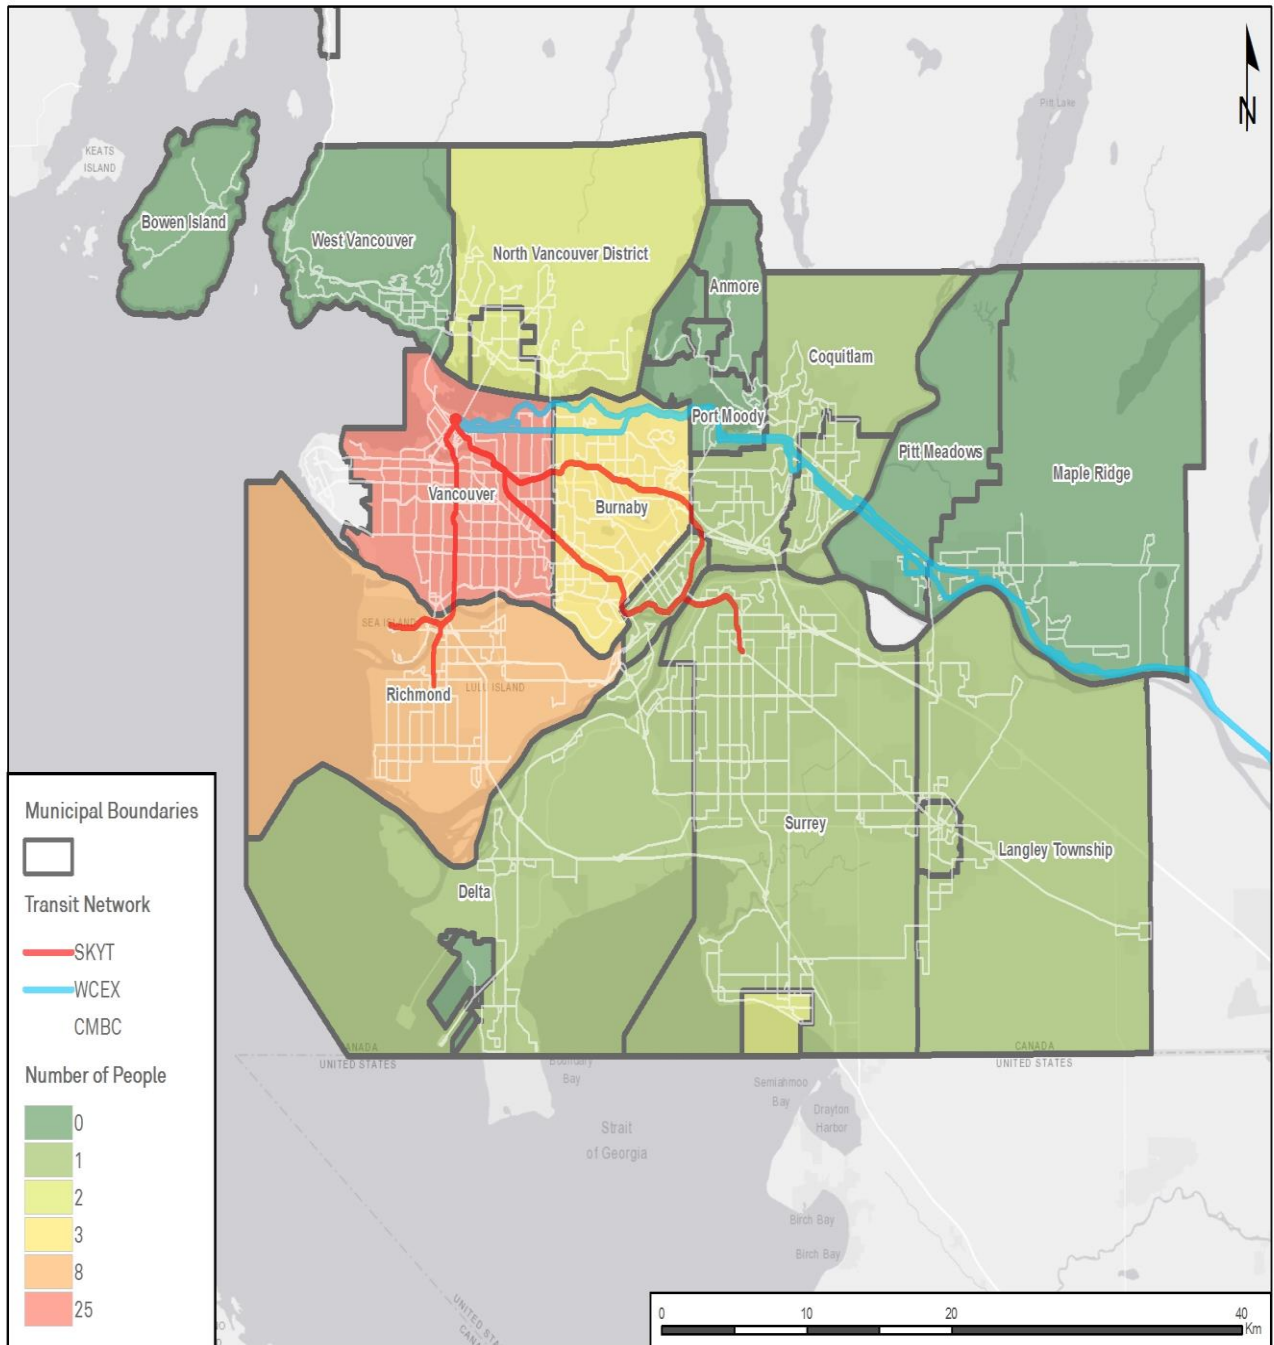 N
Pitt Lake
KEATS
ISLAND
Bowen Island
West Vancouver
North Vancouver District
Anmore
Coquitlam
Port Moody
Pitt Meadows
Maple Ridge
Vancouver
Burnaby
SEA ISLAND
LULU ISLAND
Richmond
Surrey
Langley Township
Delta
CANADA
UNITED STATES
CANADA
UNITED STATES
Boundary
Bay
Semiahmoo
Bay
Drayton
Harbor
Strait
of Georgia
Birch Bay
Birch Bay
Municipal Boundaries
Transit Network
SKYT
WCEX
CMBC
Number of People
0
1
2
3
8
25
0 10 20 40
Km